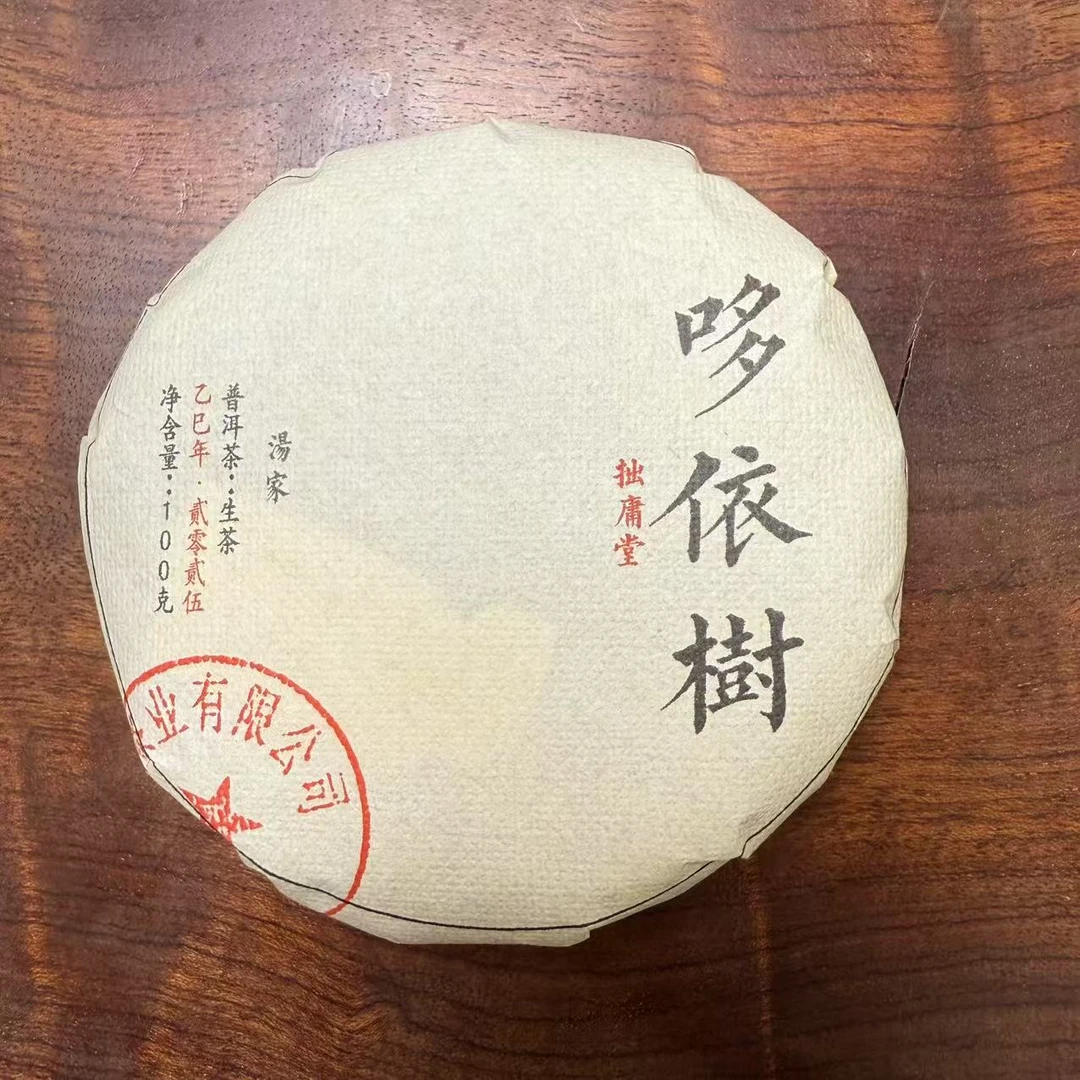 哆依樹
拙庸堂
湯家
普洱茶：生茶
乙巳年·貳零貳伍
净含量：100克
业有限公司